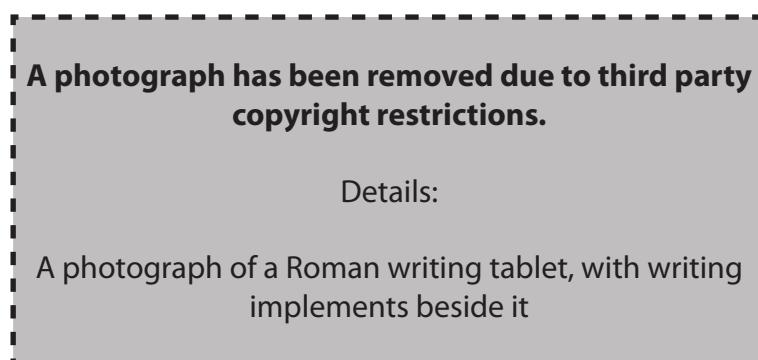 A photograph has been removed due to third party
copyright restrictions.
Details:
A photograph of a Roman writing tablet, with writing
implements beside it